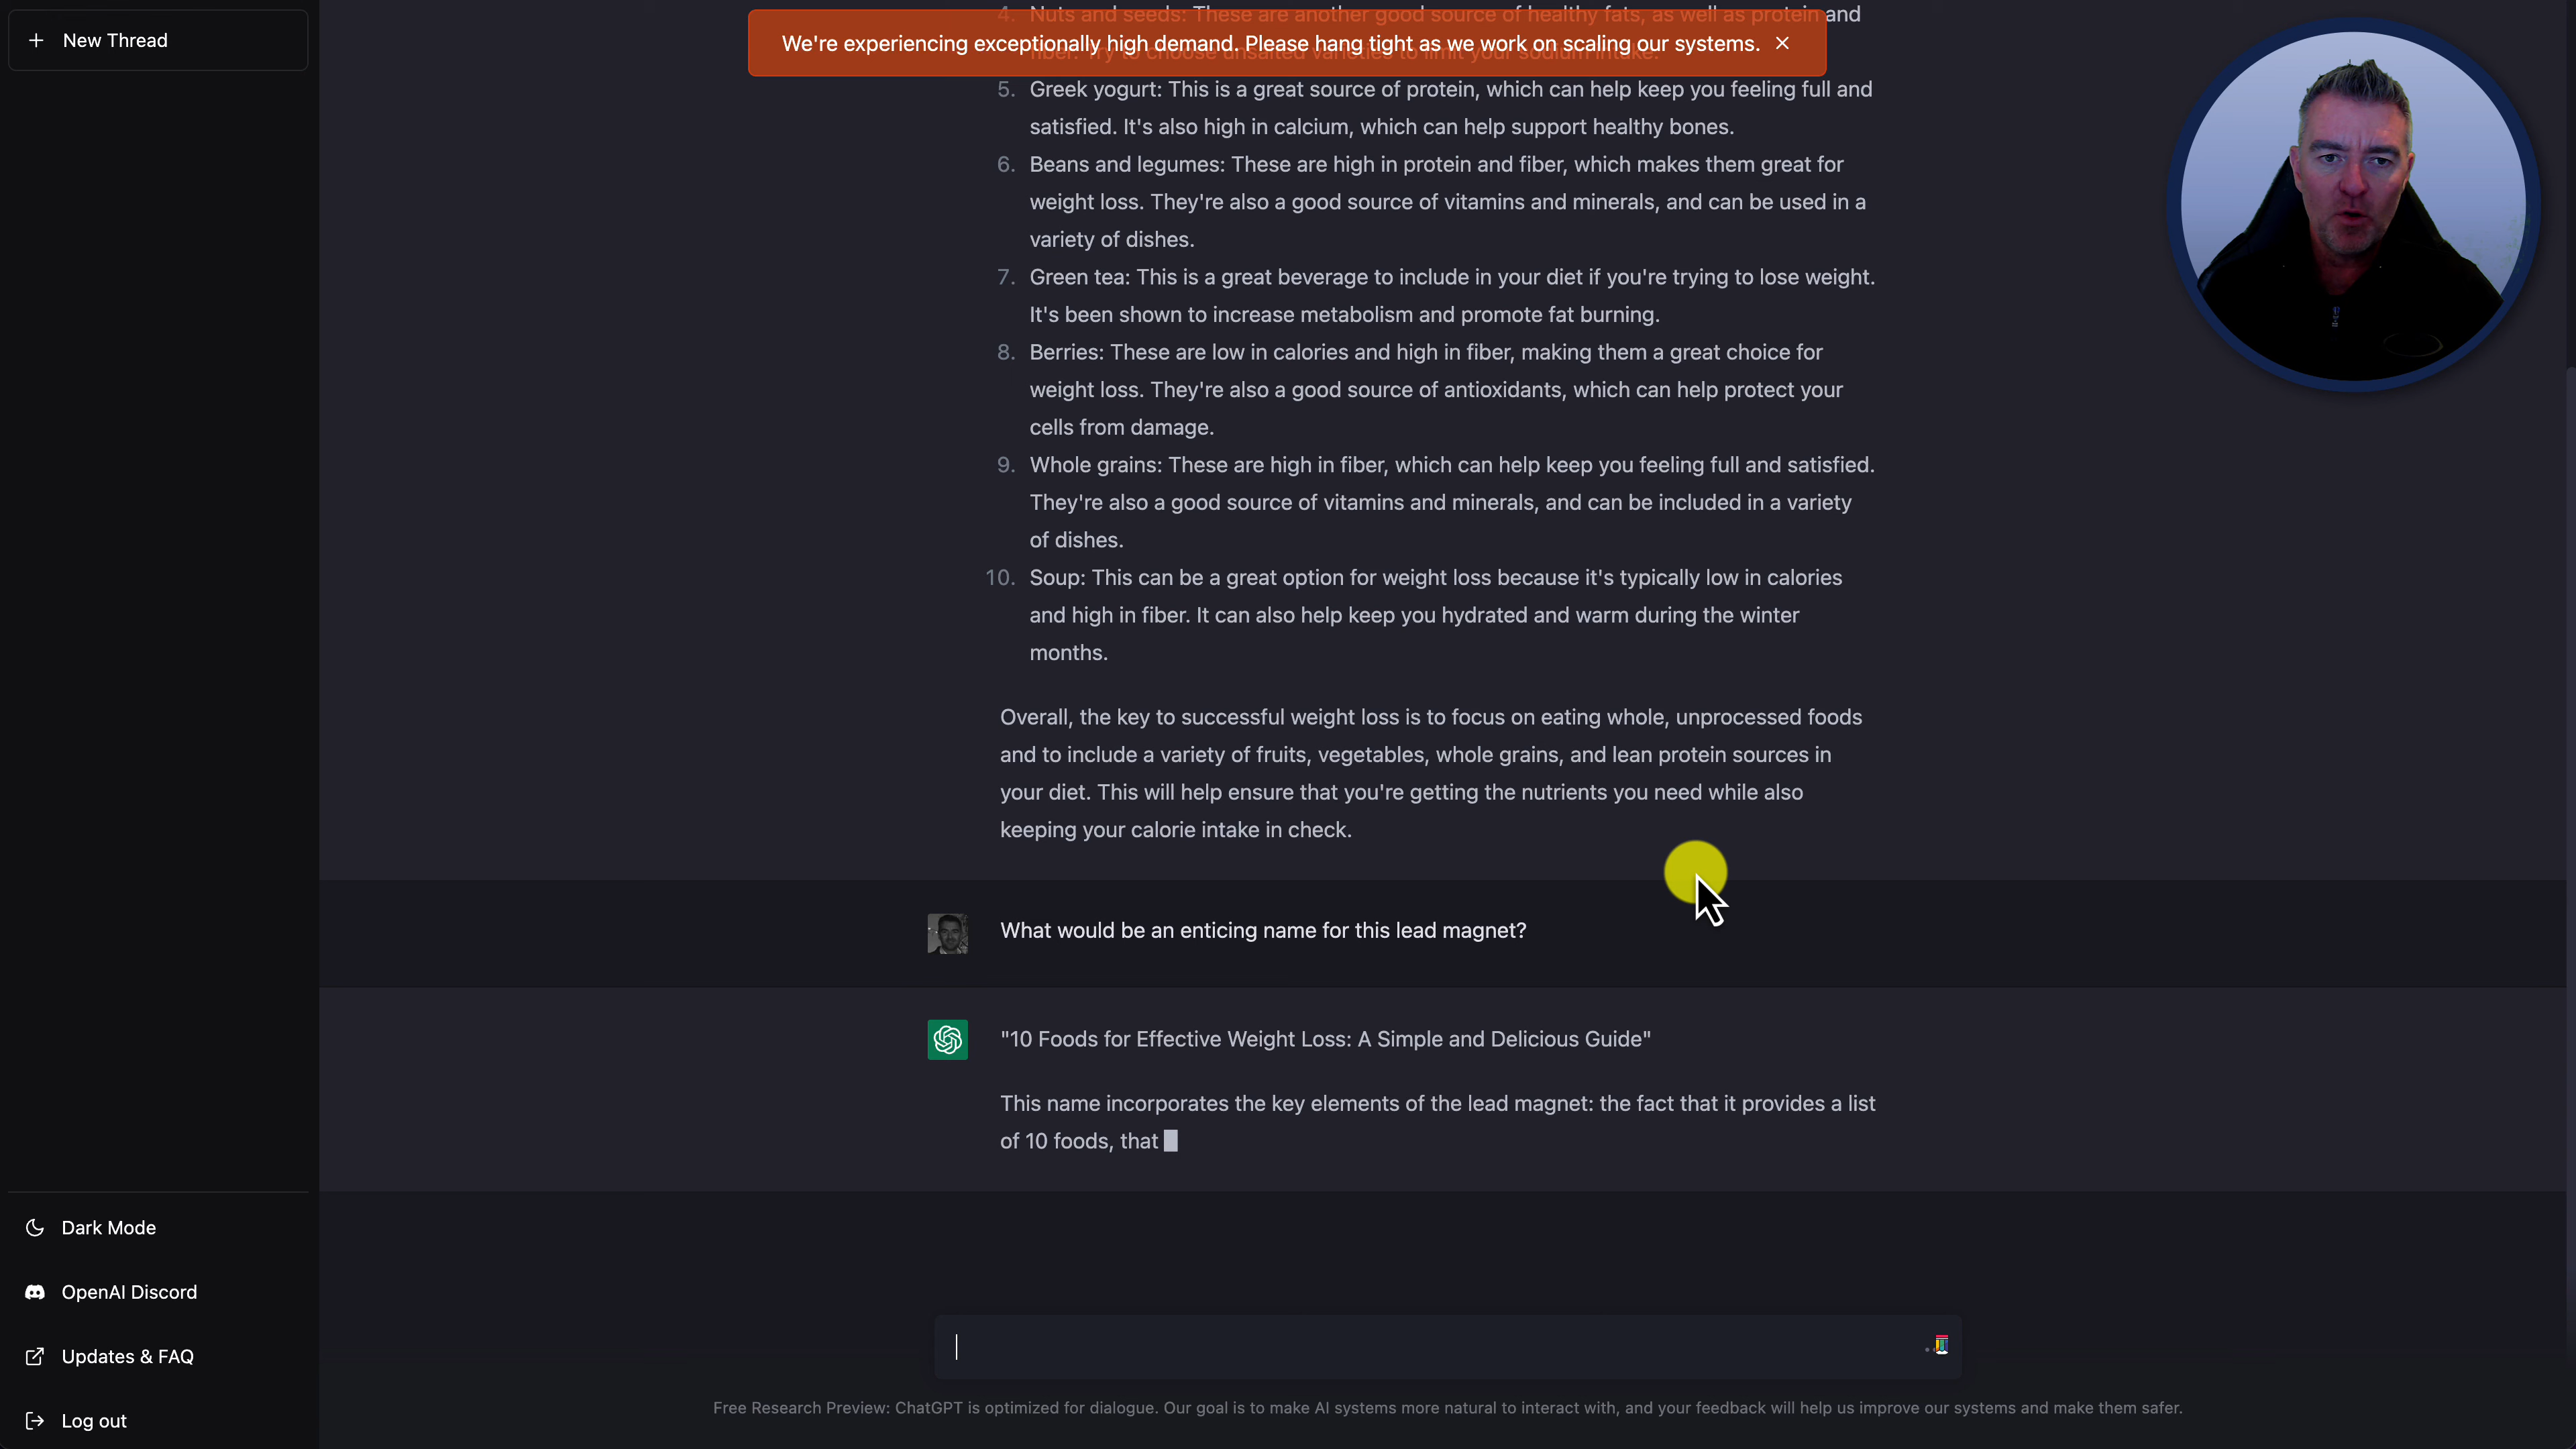 New Thread
4. Nuts and seeds: These are another good source of healthy fats, as well as protein and
fiber. Try to choose unsalted varieties to limit your sodium intake.
We're experiencing exceptionally high demand. Please hang tight as we work on scaling our systems.
5. Greek yogurt: This is a great source of protein, which can help keep you feeling full and
satisfied. It's also high in calcium, which can help support healthy bones.
6. Beans and legumes: These are high in protein and fiber, which makes them great for
weight loss. They're also a good source of vitamins and minerals, and can be used in a
variety of dishes.
7. Green tea: This is a great beverage to include in your diet if you're trying to lose weight.
It's been shown to increase metabolism and promote fat burning.
8. Berries: These are low in calories and high in fiber, making them a great choice for
weight loss. They're also a good source of antioxidants, which can help protect your
cells from damage.
9. Whole grains: These are high in fiber, which can help keep you feeling full and satisfied.
They're also a good source of vitamins and minerals, and can be included in a variety
of dishes.
10. Soup: This can be a great option for weight loss because it's typically low in calories
and high in fiber. It can also help keep you hydrated and warm during the winter
months.
Overall, the key to successful weight loss is to focus on eating whole, unprocessed foods
and to include a variety of fruits, vegetables, whole grains, and lean protein sources in
your diet. This will help ensure that you're getting the nutrients you need while also
keeping your calorie intake in check.
What would be an enticing name for this lead magnet?
"10 Foods for Effective Weight Loss: A Simple and Delicious Guide"
This name incorporates the key elements of the lead magnet: the fact that it provides a list
of 10 foods, that
Dark Mode
OpenAI Discord
Updates & FAQ
Log out
Free Research Preview: ChatGPT is optimized for dialogue. Our goal is to make AI systems more natural to interact with, and your feedback will help us improve our systems and make them safer.